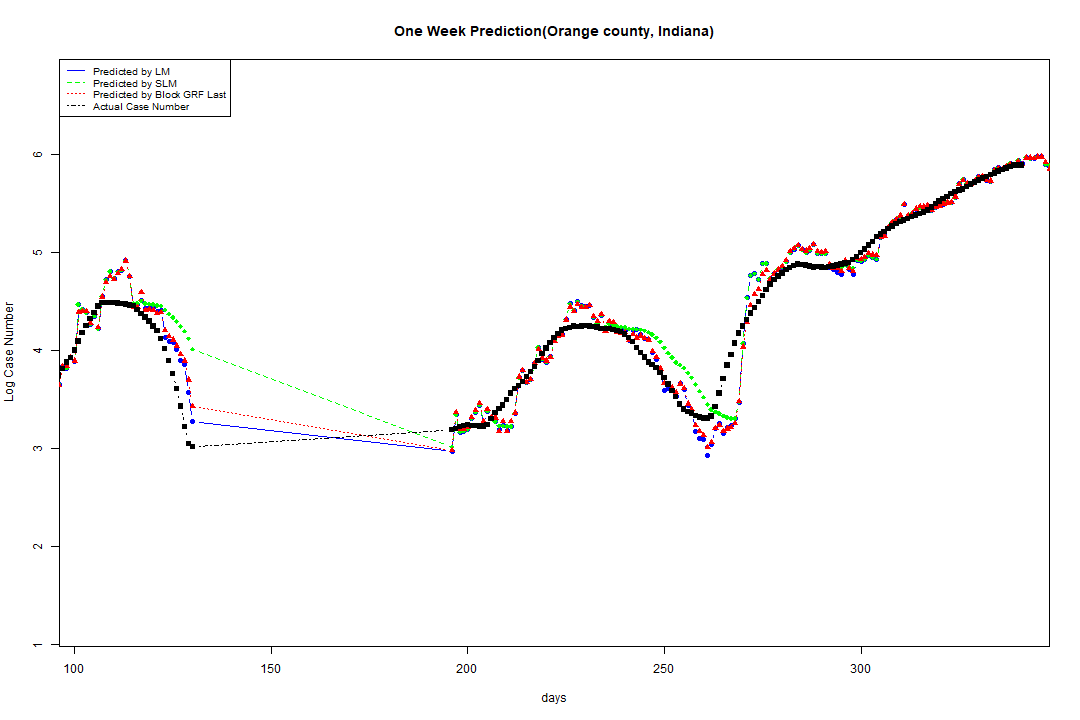 One Week Prediction(Orange county, Indiana)
Predicted by LM
Predicted by SLM
Predicted by Block GRF Last
Actual Case Number
Log Case Number
6
5
4
3
2
1
100 150 200 250 300
days